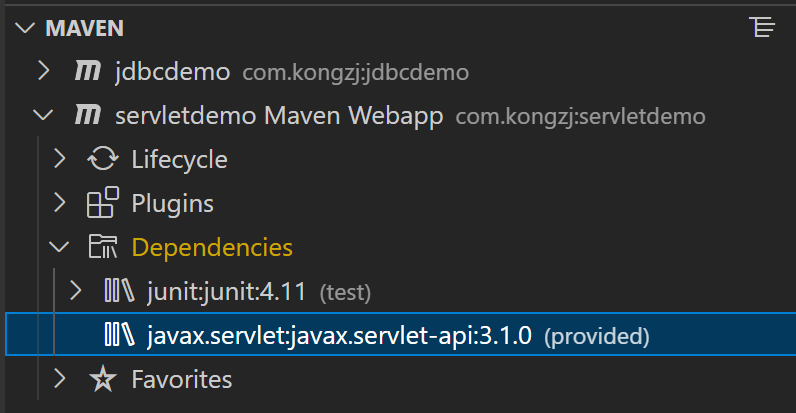 MAVEN
jdbcdemo com.kongzj:jdbcdemo
servletdemo Maven Webapp com.kongzj:servletdemo
Lifecycle
Plugins
Dependencies
junit:junit:4.11 (test)
javax.servlet:javax.servlet-api:3.1.0 (provided)
Favorites